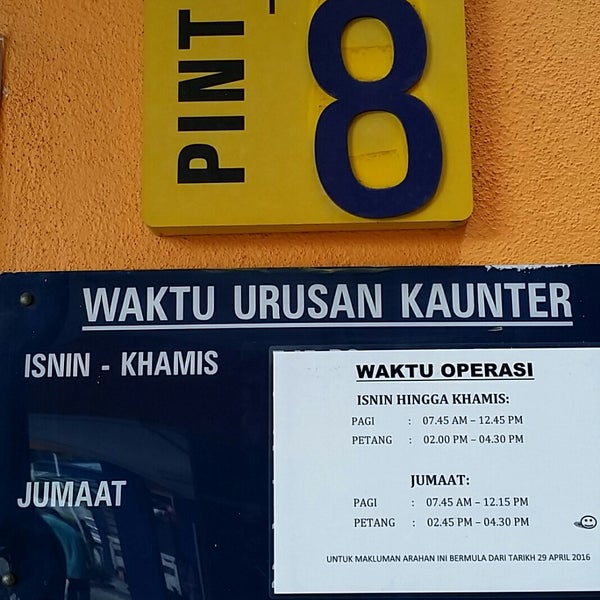 PINT
8
WAKTU URUSAN KAUNTER
ISNIN - KHAMIS
JUMAAT
WAKTU OPERASI
ISNIN HINGGA KHAMIS:
PAGI : 07.45 AM – 12.45 PM
PETANG : 02.00 PM – 04.30 PM
JUMAAT:
PAGI : 07.45 AM – 12.15 PM
PETANG : 02.45 PM – 04.30 PM
UNTUK MAKLUMAN ARAHAN INI BERMULA DARI TARIKH 29 APRIL 2016